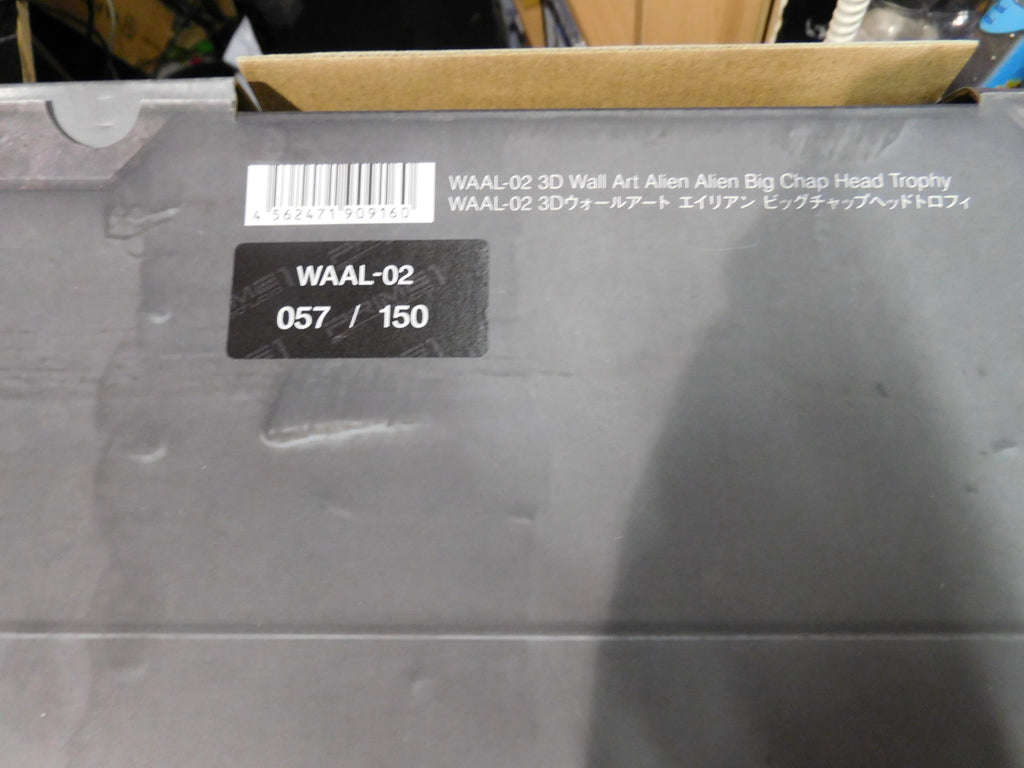 WAAL-02 3D Wall Art Alien Alien Big Chap Head Trophy
WAAL-02 3Dウォールアート エイリアン ビッグチャップヘッドトロフィ
4 562471 909160
WAAL-02
057 / 150